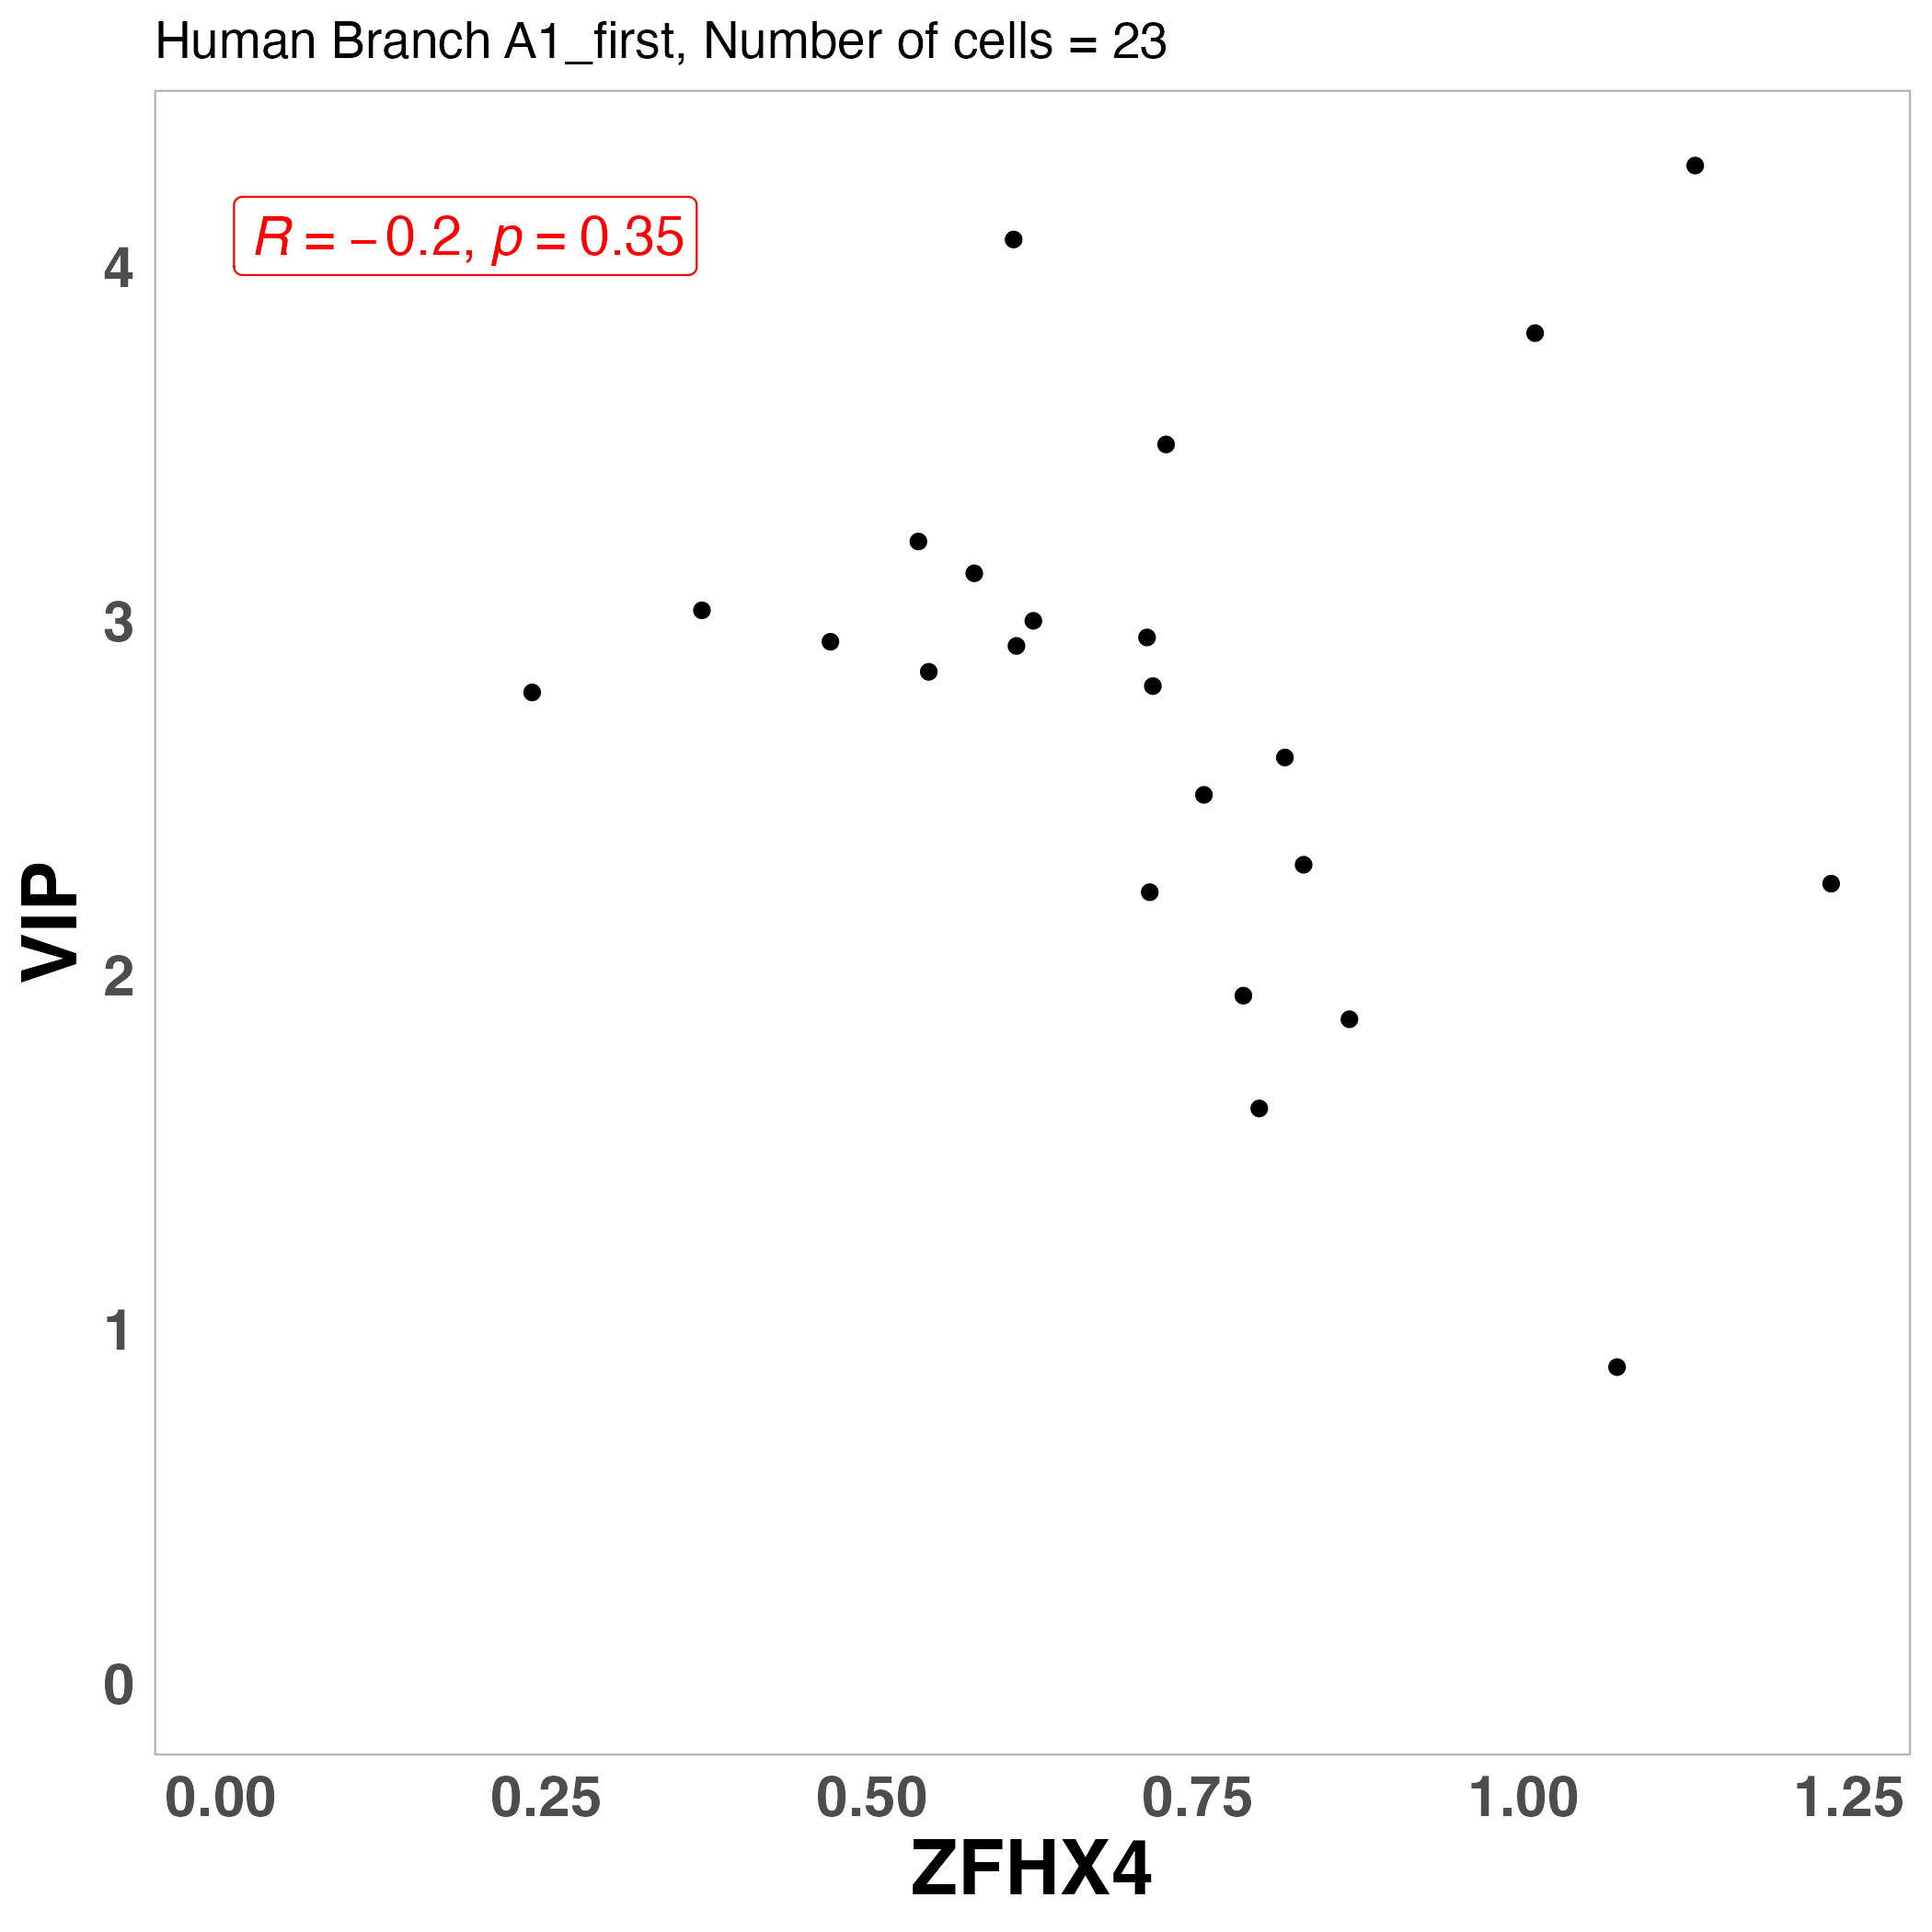 Human Branch A1_first, Number of cells = 23
R = −0.2, p = 0.35
4
3
2
1
0
VIP
0.00 0.25 0.50 0.75 1.00 1.25
ZFHX4